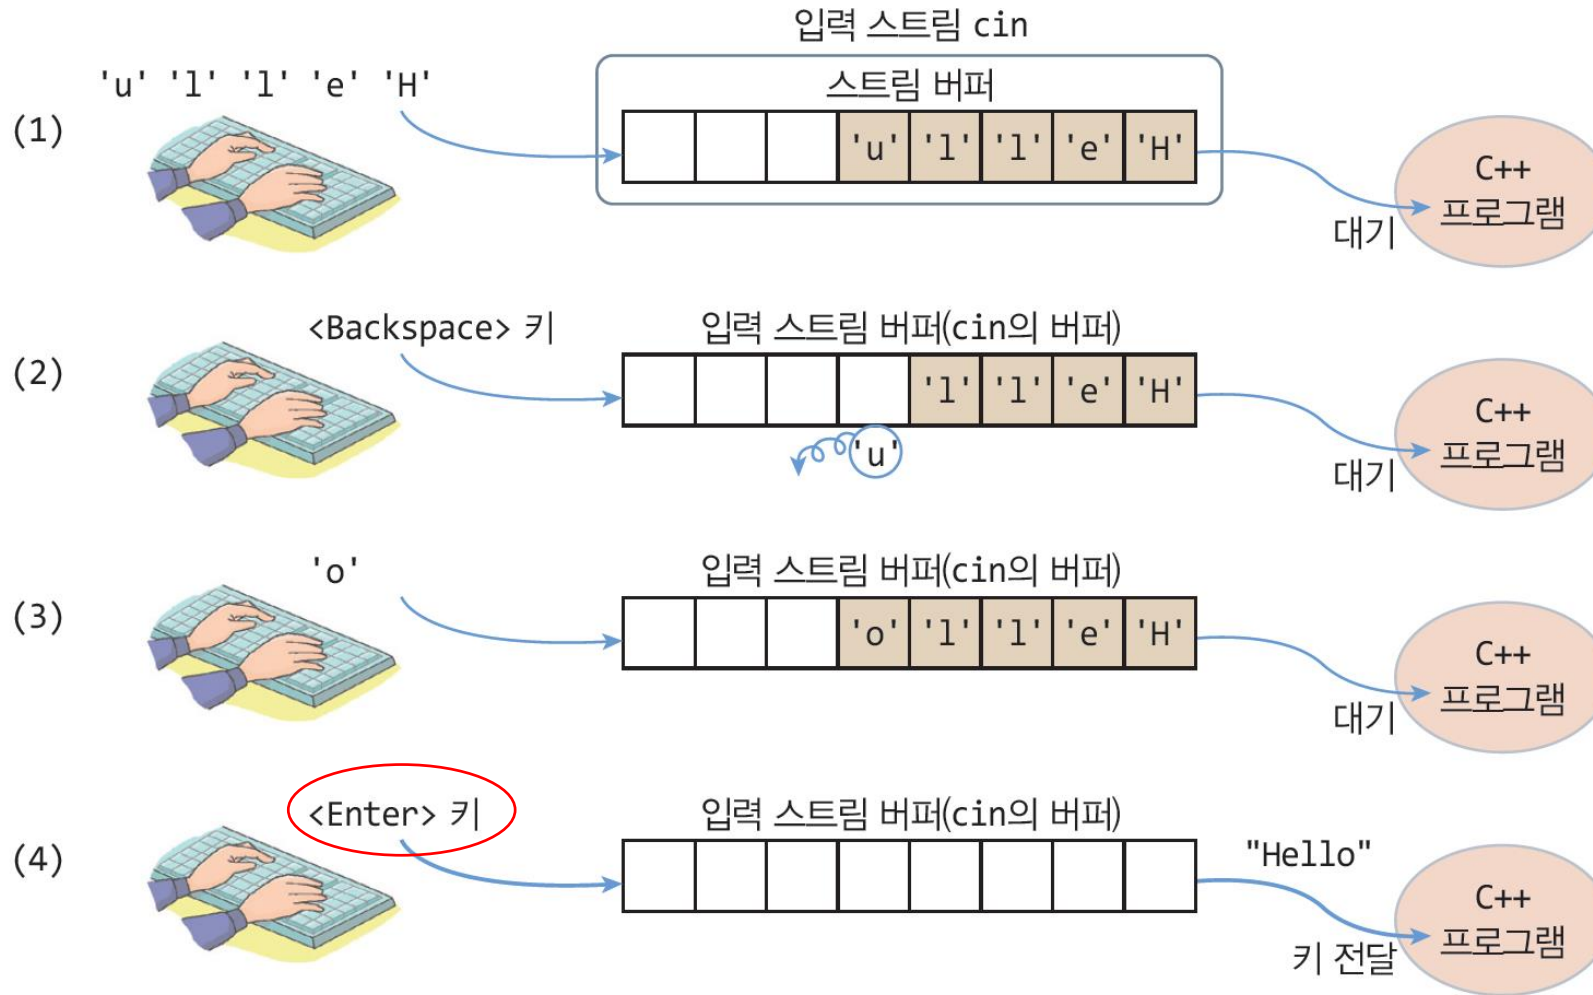 입력 스트림 cin
'u' 'l' 'l' 'e' 'H'
스트림 버퍼
(1)
'u' 'l' 'l' 'e' 'H'
C++
프로그램
대기
<Backspace> 키
입력 스트림 버퍼(cin의 버퍼)
(2)
'l' 'l' 'e' 'H'
C++
프로그램
'u'
대기
'o'
입력 스트림 버퍼(cin의 버퍼)
(3)
'o' 'l' 'l' 'e' 'H'
C++
프로그램
대기
<Enter> 키
입력 스트림 버퍼(cin의 버퍼)
(4)
"Hello"
C++
프로그램
키 전달